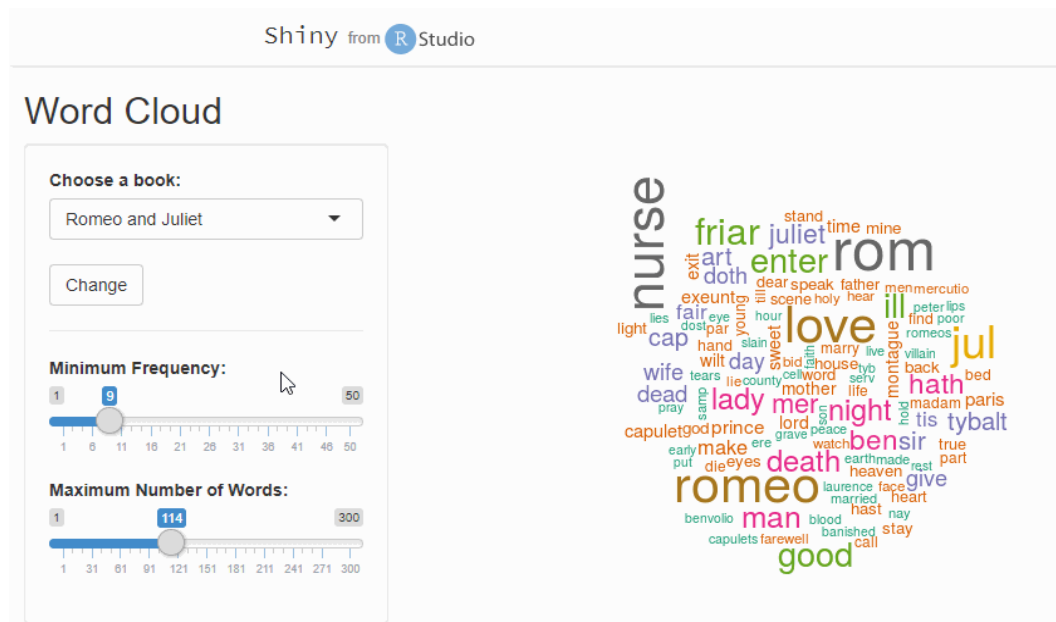 Shiny from R Studio
Word Cloud
Choose a book:
Romeo and Juliet
Change
Minimum Frequency:
1 9 50
1 6 11 16 21 26 31 36 41 46 50
Maximum Number of Words:
1 114 300
1 31 61 91 121 151 181 211 241 271 300
nurse
stand
friar juliet time mine
exit art enter rom
doth
till dear speak father men mercutio
exeunt young scene holy hear ill peter lips
lies fair eye hour love find poor
light dost par sweet montague romeos jul
cap hand slain faith marry live villain
wilt day bid house tyb back
wife tears lie county cell word serv hath bed
dead samp mother life
pray lady mer night hold madam paris
capulet god prince lord son tis tybalt
grave peace
early make ere watch ben sir true
put die eyes death earth made rest part
heaven
romeo laurence face give
married heart
benvolio man blood hast nay
banished stay
capulets farewell call
good